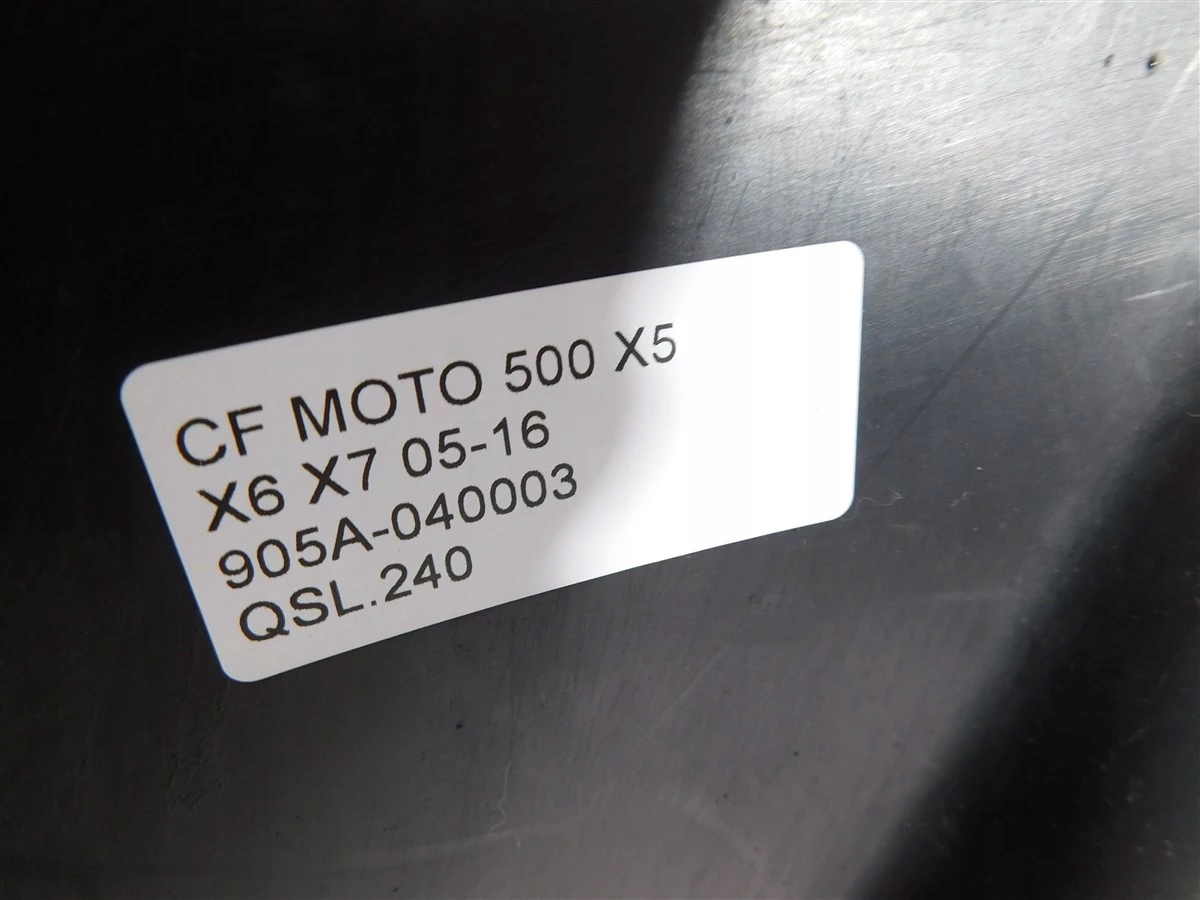 CF MOTO 500 X5
X6 X7 05-16
905A-040003
QSL.240